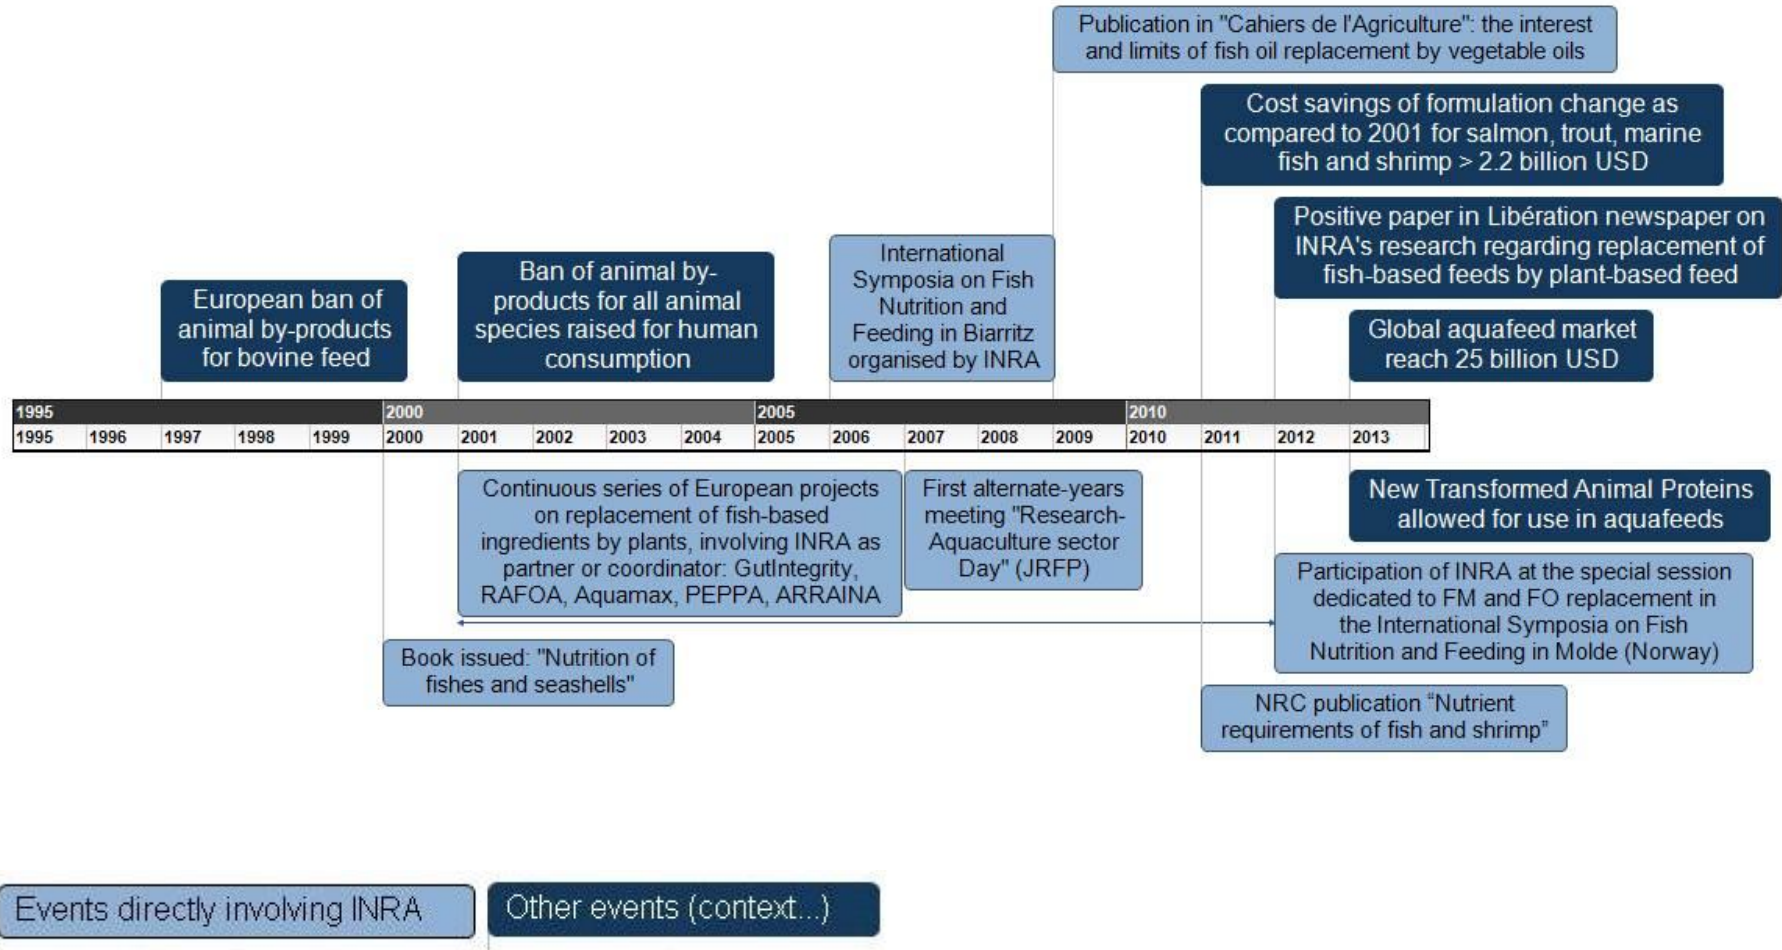 Publication in "Cahiers de l'Agriculture": the interest
and limits of fish oil replacement by vegetable oils
Cost savings of formulation change as
compared to 2001 for salmon, trout, marine
fish and shrimp > 2.2 billion USD
Positive paper in Libération newspaper on
INRA's research regarding replacement of
fish-based feeds by plant-based feed
International
Symposia on Fish
Nutrition and
Feeding in Biarritz
organised by INRA
Ban of animal by-
products for all animal
species raised for human
consumption
European ban of
animal by-products
for bovine feed
Global aquafeed market
reach 25 billion USD
1995 2000 2005 2010
1995 1996 1997 1998 1999 2000 2001 2002 2003 2004 2005 2006 2007 2008 2009 2010 2011 2012 2013
Continuous series of European projects
on replacement of fish-based
ingredients by plants, involving INRA as
partner or coordinator: GutIntegrity,
RAFOA, Aquamax, PEPPA, ARRAINA
First alternate-years
meeting "Research-
Aquaculture sector
Day" (JRFP)
New Transformed Animal Proteins
allowed for use in aquafeeds
Participation of INRA at the special session
dedicated to FM and FO replacement in
the International Symposia on Fish
Nutrition and Feeding in Molde (Norway)
Book issued: "Nutrition of
fishes and seashells"
NRC publication “Nutrient
requirements of fish and shrimp”
Events directly involving INRA
Other events (context...)